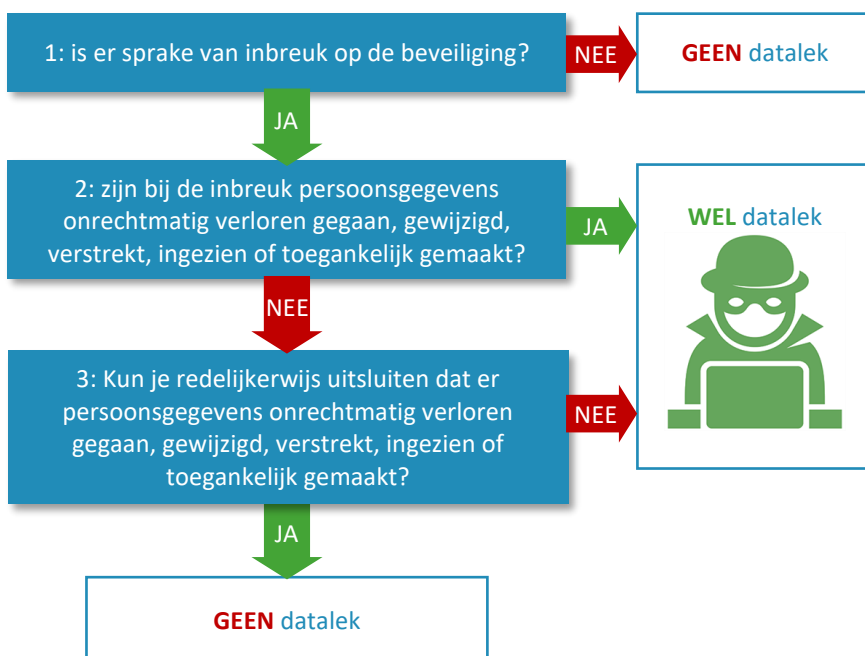 1: is er sprake van inbreuk op de beveiliging?
NEE
GEEN datalek
JA
2: zijn bij de inbreuk persoonsgegevens
onrechtmatig verloren gegaan, gewijzigd,
verstrekt, ingezien of toegankelijk gemaakt?
JA
WEL datalek
NEE
3: Kun je redelijkerwijs uitsluiten dat er
persoonsgegevens onrechtmatig verloren
gegaan, gewijzigd, verstrekt, ingezien of
toegankelijk gemaakt?
NEE
JA
GEEN datalek